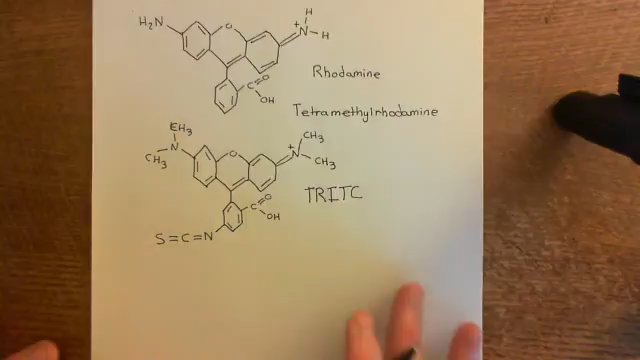 H₂N
O
H
+N
H
C=O
OH
Rhodamine
Tetramethylrhodamine
CH₃
N
CH₃
O
CH₃
+N
CH₃
C=O
OH
TRITC
S=C=N